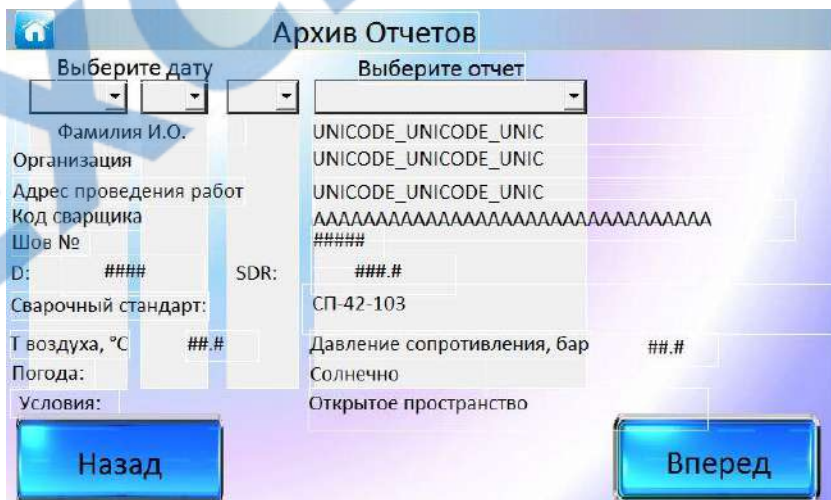 Архив Отчетов
Выберите дату Выберите отчет
Фамилия И.О. UNICODE_UNICODE_UNIC
Организация UNICODE_UNICODE_UNIC
Адрес проведения работ UNICODE_UNICODE_UNIC
Код сварщика AAAAAAAAAAAAAAAAAAAAAAAAAAAAAAAA
Шов № #####
D: #### SDR: ###.#
Сварочный стандарт: СП-42-103
Т воздуха, °С ##.# Давление сопротивления, бар ##.#
Погода: Солнечно
Условия: Открытое пространство
Назад Вперед